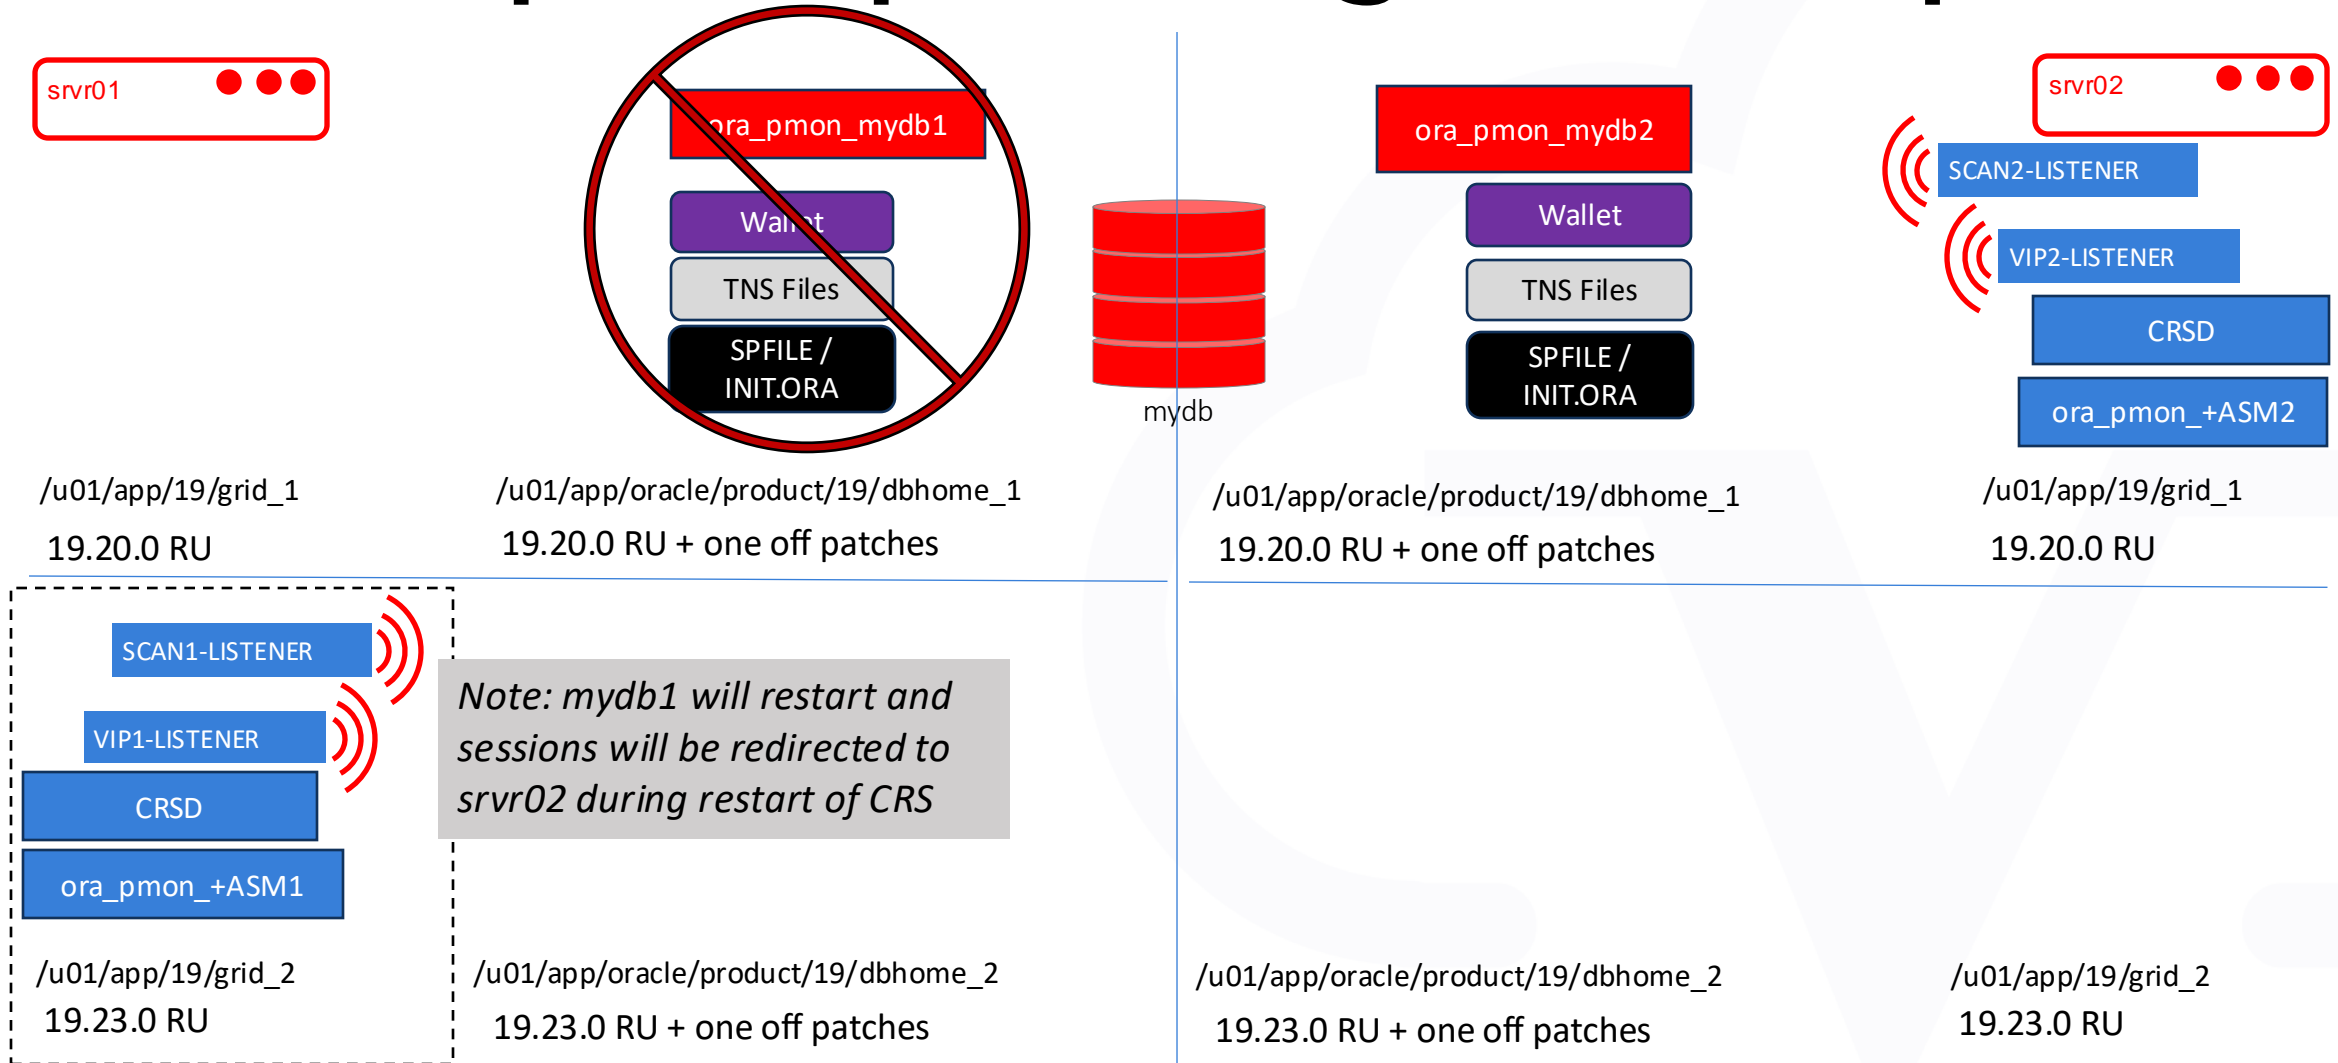 srvr01
ora_pmon_mydb1
Wallet
TNS Files
SPFILE /
INIT.ORA
mydb
ora_pmon_mydb2
Wallet
TNS Files
SPFILE /
INIT.ORA
srvr02
SCAN2-LISTENER
VIP2-LISTENER
CRSD
ora_pmon_+ASM2
/u01/app/19/grid_1
19.20.0 RU
/u01/app/oracle/product/19/dbhome_1
19.20.0 RU + one off patches
/u01/app/oracle/product/19/dbhome_1
19.20.0 RU + one off patches
/u01/app/19/grid_1
19.20.0 RU
SCAN1-LISTENER
VIP1-LISTENER
CRSD
ora_pmon_+ASM1
Note: mydb1 will restart and
sessions will be redirected to
srvr02 during restart of CRS
/u01/app/19/grid_2
19.23.0 RU
/u01/app/oracle/product/19/dbhome_2
19.23.0 RU + one off patches
/u01/app/oracle/product/19/dbhome_2
19.23.0 RU + one off patches
/u01/app/19/grid_2
19.23.0 RU